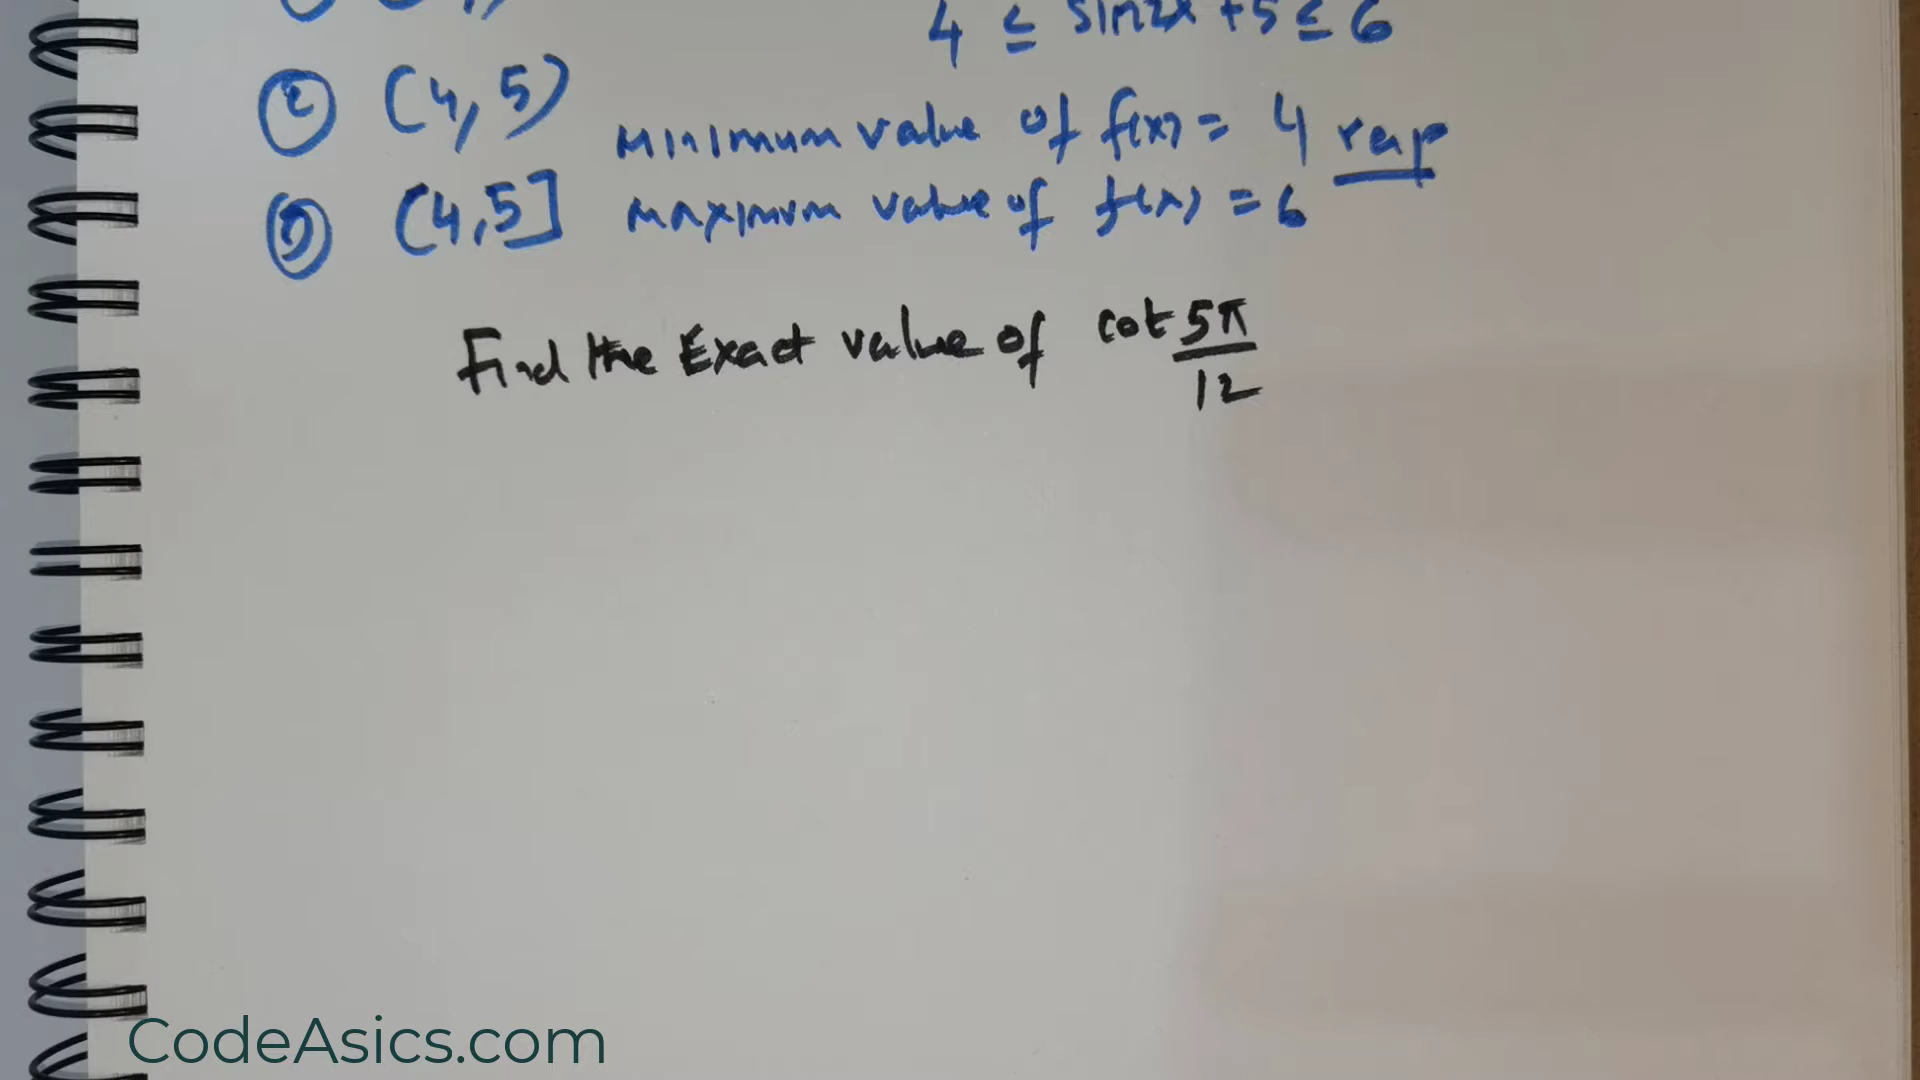 4 ≤ sin2x + 5 ≤ 6
C (4, 5)
minimum value of f(x) = 4
D (4, 5]
maximum value of f(x) = 6
Find the Exact value of cot 5π/12
CodeAsics.com